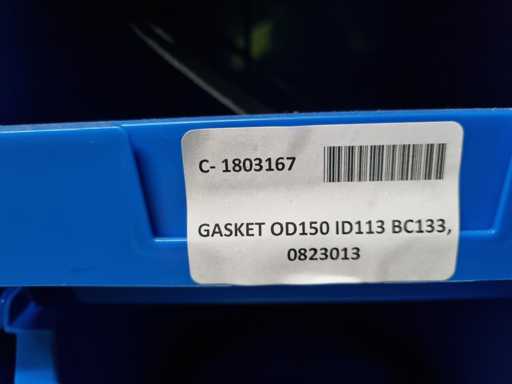 C- 1803167
GASKET OD150 ID113 BC133,
0823013